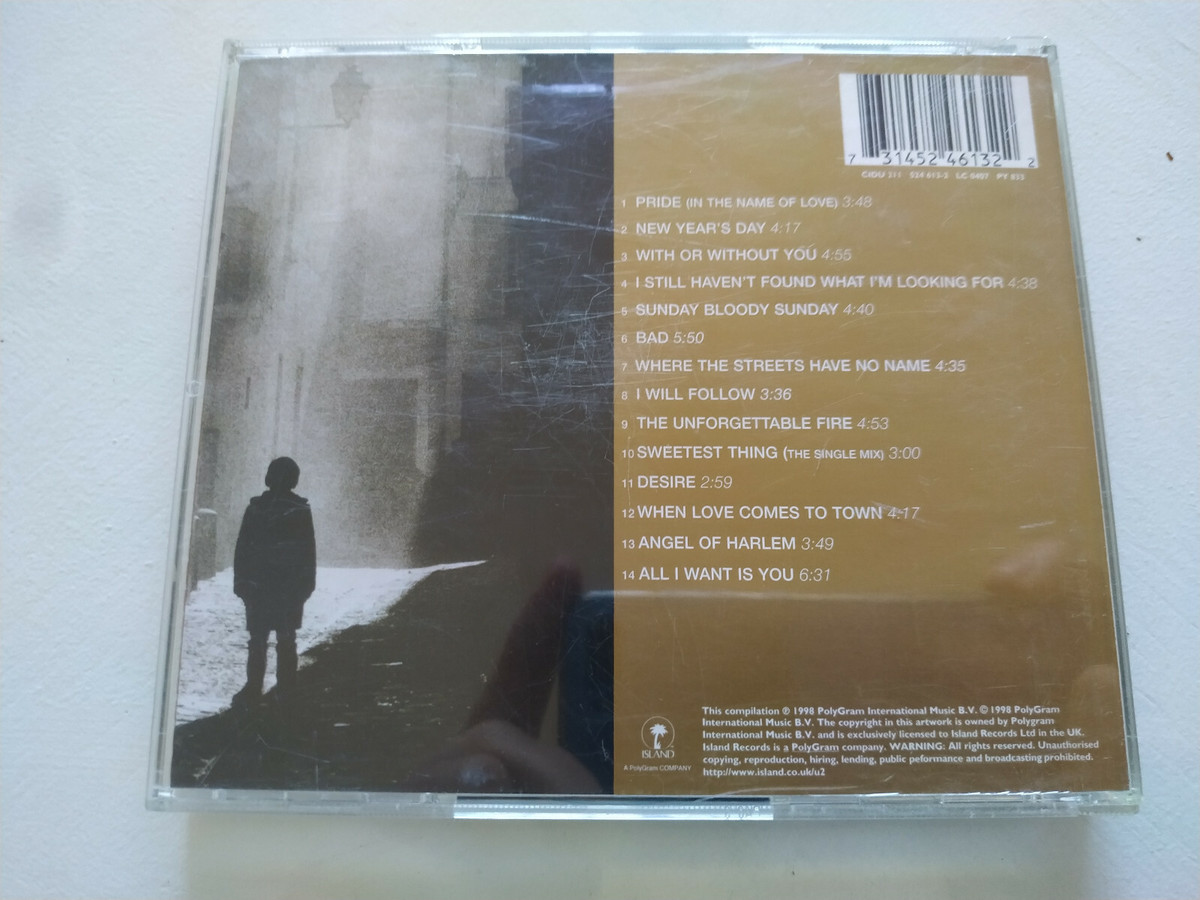 7 31452 46132 2
CIDU 211 524 613-2 LC 0407 PY 833
1 PRIDE (IN THE NAME OF LOVE) 3:48
2 NEW YEAR'S DAY 4:17
3 WITH OR WITHOUT YOU 4:55
4 I STILL HAVEN'T FOUND WHAT I'M LOOKING FOR 4:38
5 SUNDAY BLOODY SUNDAY 4:40
6 BAD 5:50
7 WHERE THE STREETS HAVE NO NAME 4:35
8 I WILL FOLLOW 3:36
9 THE UNFORGETTABLE FIRE 4:53
10 SWEETEST THING (THE SINGLE MIX) 3:00
11 DESIRE 2:59
12 WHEN LOVE COMES TO TOWN 4:17
13 ANGEL OF HARLEM 3:49
14 ALL I WANT IS YOU 6:31
ISLAND
A PolyGram COMPANY
This compilation ℗ 1998 PolyGram International Music B.V. © 1998 PolyGram
International Music B.V. The copyright in this artwork is owned by Polygram
International Music B.V. and is exclusively licensed to Island Records Ltd in the UK.
Island Records is a PolyGram company. WARNING: All rights reserved. Unauthorised
copying, reproduction, hiring, lending, public peformance and broadcasting prohibited.
http://www.island.co.uk/u2